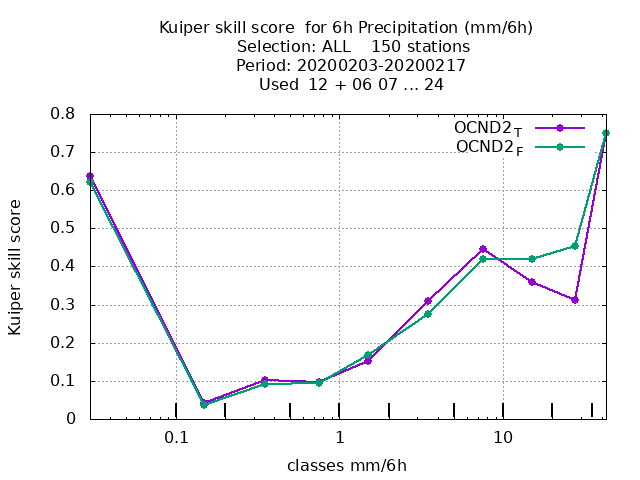 Kuiper skill score  for 6h Precipitation (mm/6h)
Selection: ALL    150 stations
Period: 20200203-20200217
Used  12 + 06 07 ... 24
OCND2T
OCND2F
0.8
0.7
0.6
0.5
0.4
0.3
0.2
0.1
0
Kuiper skill score
0.1
1
10
classes mm/6h